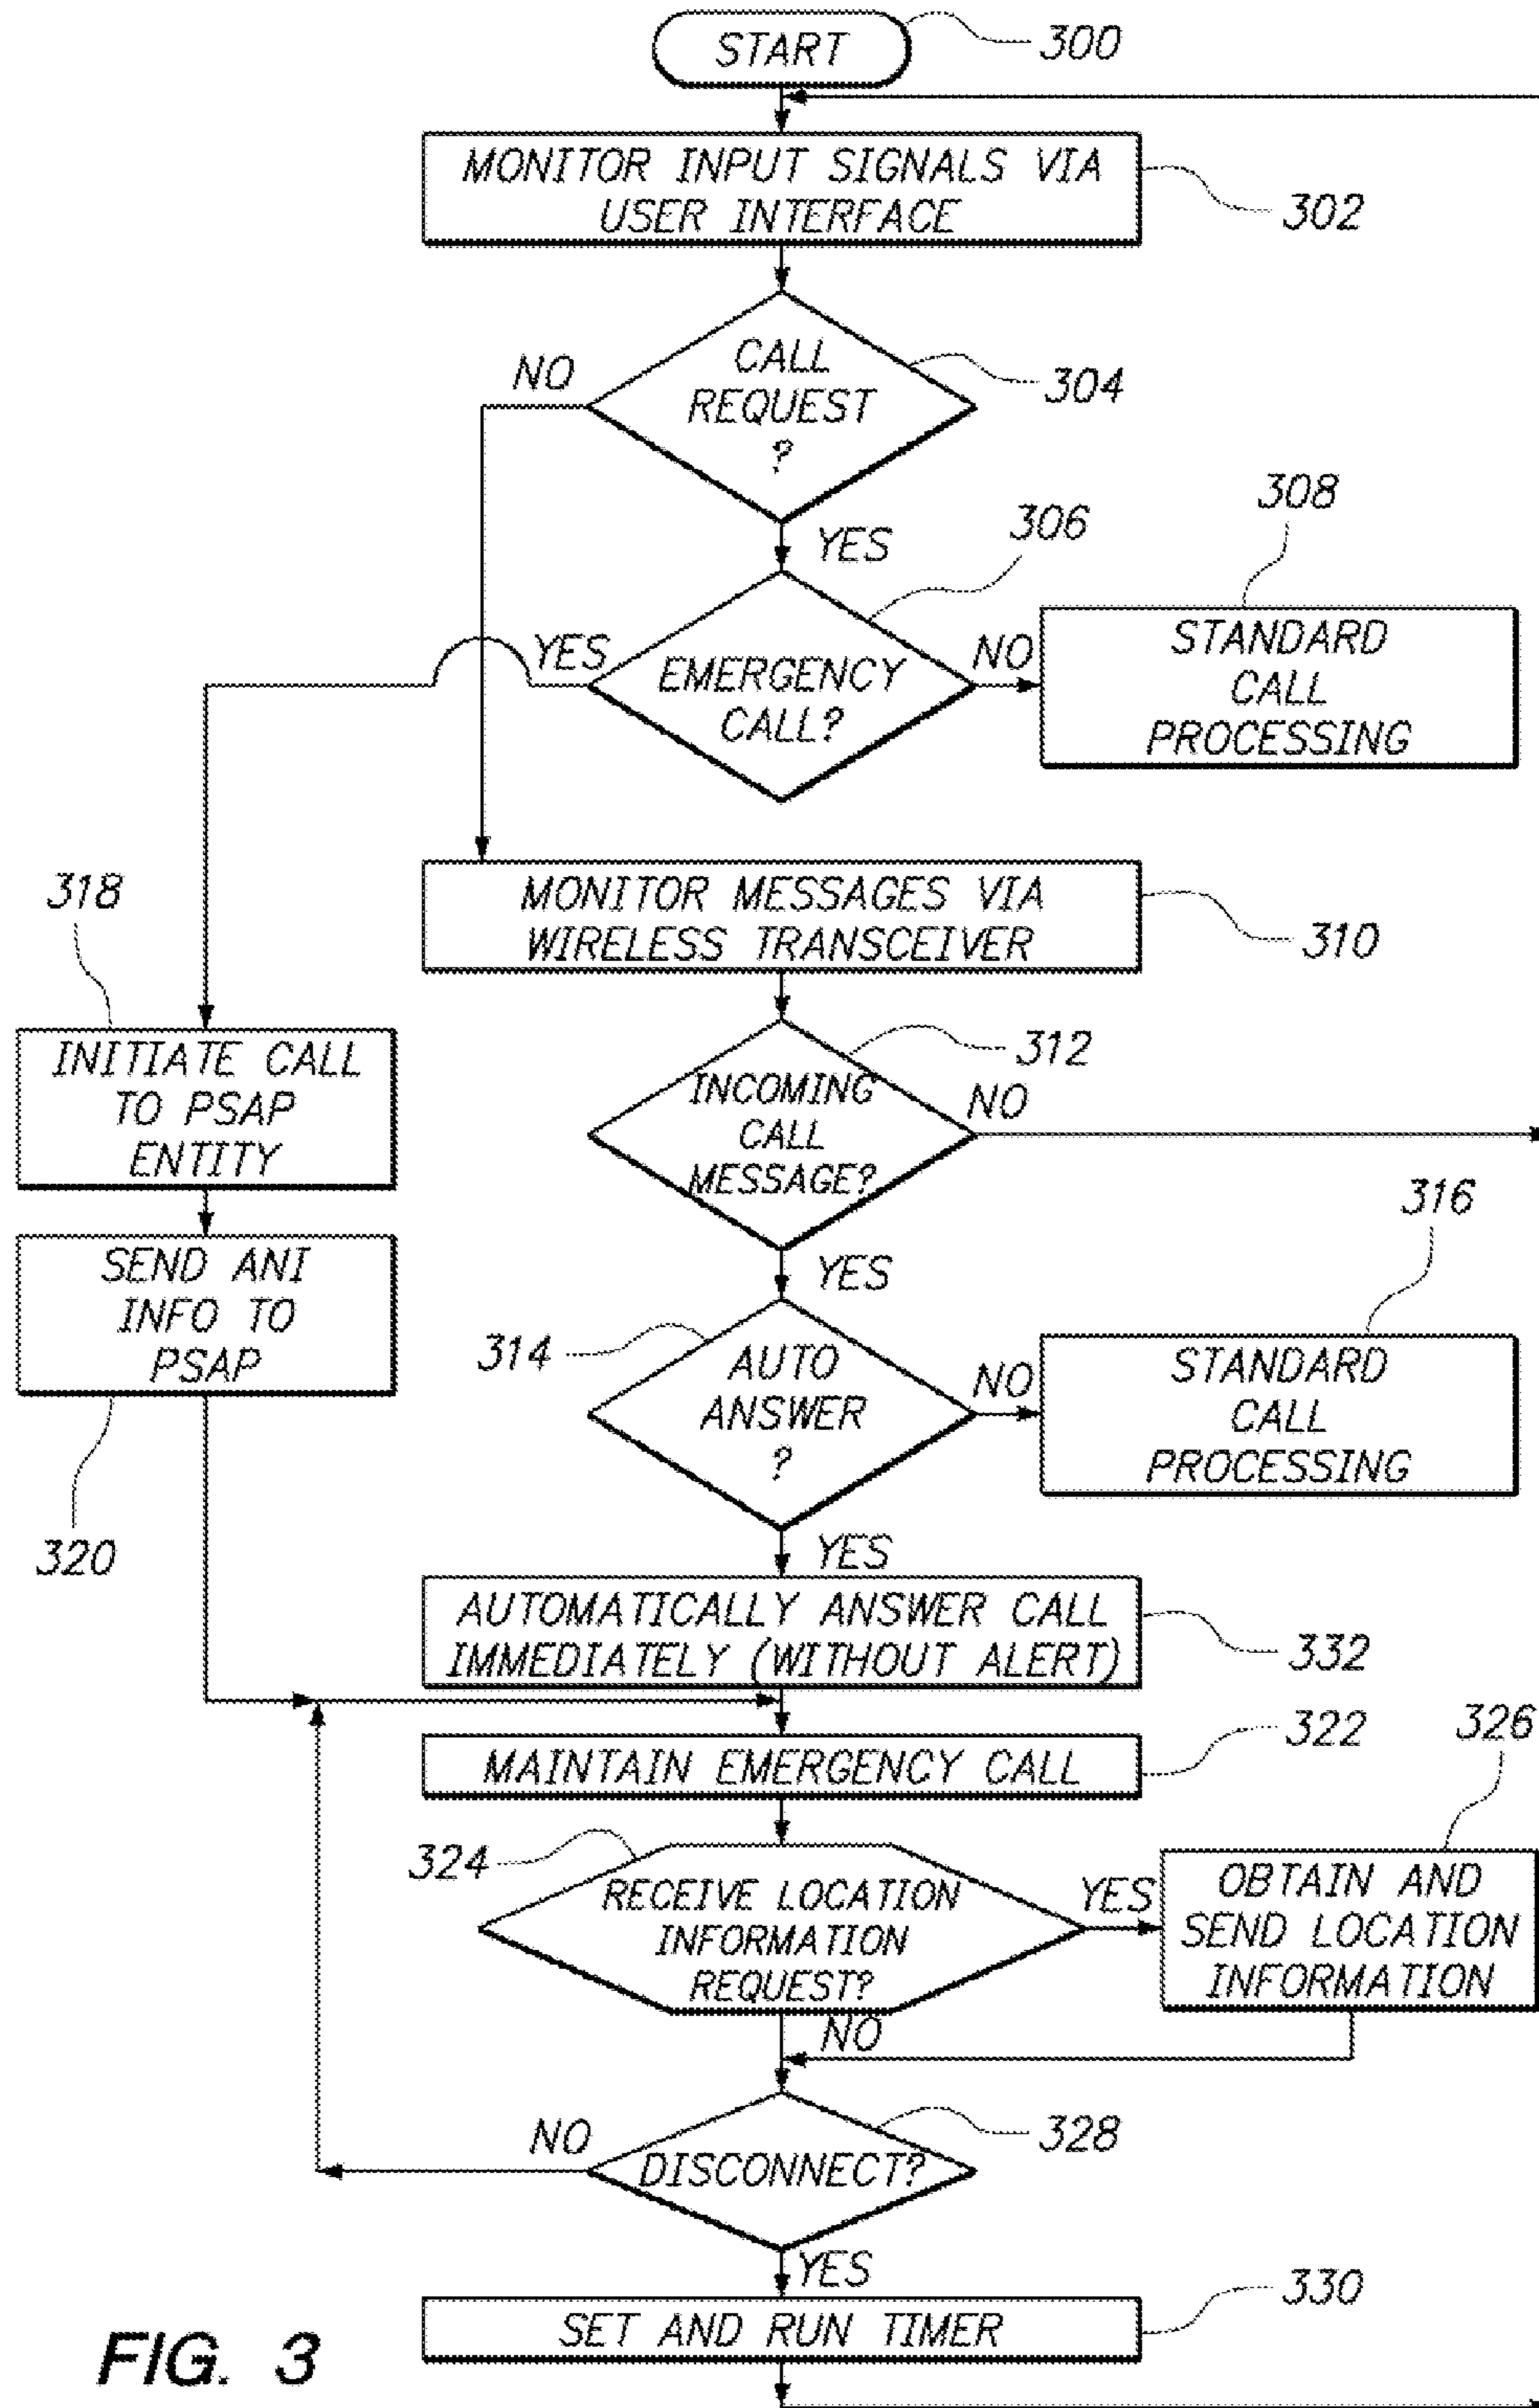 START
300
MONITOR INPUT SIGNALS VIA
USER INTERFACE
302
CALL
REQUEST
?
304
NO
YES
306
308
EMERGENCY
CALL?
YES
NO
STANDARD
CALL
PROCESSING
MONITOR MESSAGES VIA
WIRELESS TRANSCEIVER
310
318
INITIATE CALL
TO PSAP
ENTITY
INCOMING
CALL
MESSAGE?
312
NO
YES
SEND ANI
INFO TO
PSAP
320
314
AUTO
ANSWER
?
NO
316
STANDARD
CALL
PROCESSING
YES
AUTOMATICALLY ANSWER CALL
IMMEDIATELY (WITHOUT ALERT)
332
MAINTAIN EMERGENCY CALL
322
326
324
RECEIVE LOCATION
INFORMATION
REQUEST?
YES
OBTAIN AND
SEND LOCATION
INFORMATION
NO
DISCONNECT?
328
NO
YES
SET AND RUN TIMER
330
FIG. 3